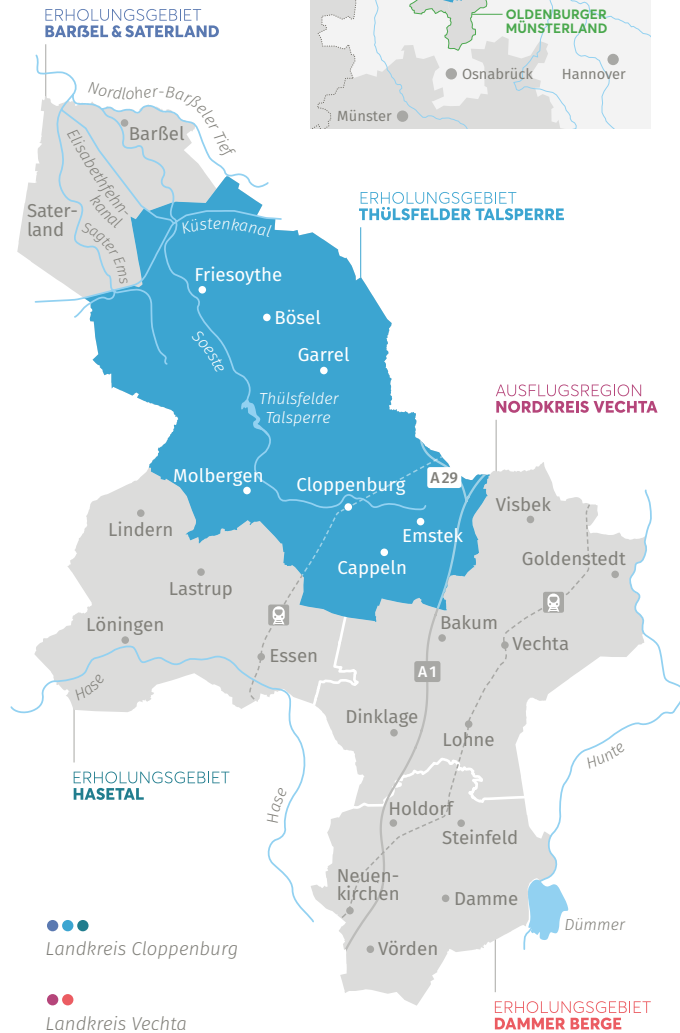 ERHOLUNGSGEBIET
BARßEL & SATERLAND
OLDENBURGER
MÜNSTERLAND
Osnabrück
Hannover
Münster
Nordloher-Barßeler Tief
Barßel
Elisabethfehn-
kanal
Sater-
land
sagter Ems
Küstenkanal
ERHOLUNGSGEBIET
THÜLSFELDER TALSPERRE
Friesoythe
Bösel
Soeste
Garrel
Thülsfelder
Talsperre
AUSFLUGSREGION
NORDKREIS VECHTA
Molbergen
Cloppenburg
A 29
Visbek
Lindern
Emstek
Goldenstedt
Cappeln
Lastrup
Löningen
Bakum
Vechta
Essen
A 1
Hase
Dinklage
Lohne
Hunte
ERHOLUNGSGEBIET
HASETAL
Hase
Holdorf
Steinfeld
Neuen-
kirchen
Damme
Dümmer
Landkreis Cloppenburg
Vörden
Landkreis Vechta
ERHOLUNGSGEBIET
DAMMER BERGE